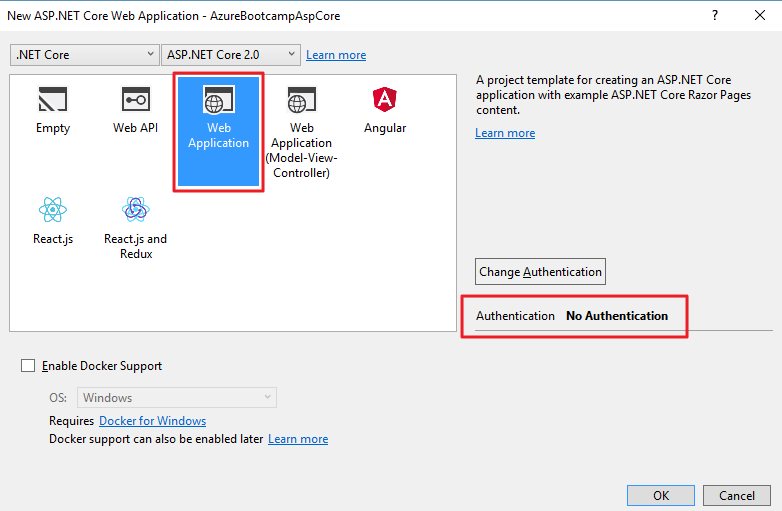 New ASP.NET Core Web Application - AzureBootcampAspCore
?
.NET Core
ASP.NET Core 2.0
Learn more
Empty
Web API
Web
Application
Web
Application
(Model-View-
Controller)
Angular
React.js
React.js and
Redux
A project template for creating an ASP.NET Core
application with example ASP.NET Core Razor Pages
content.
Learn more
Change Authentication
Authentication No Authentication
Enable Docker Support
OS: Windows
Requires Docker for Windows
Docker support can also be enabled later Learn more
OK
Cancel